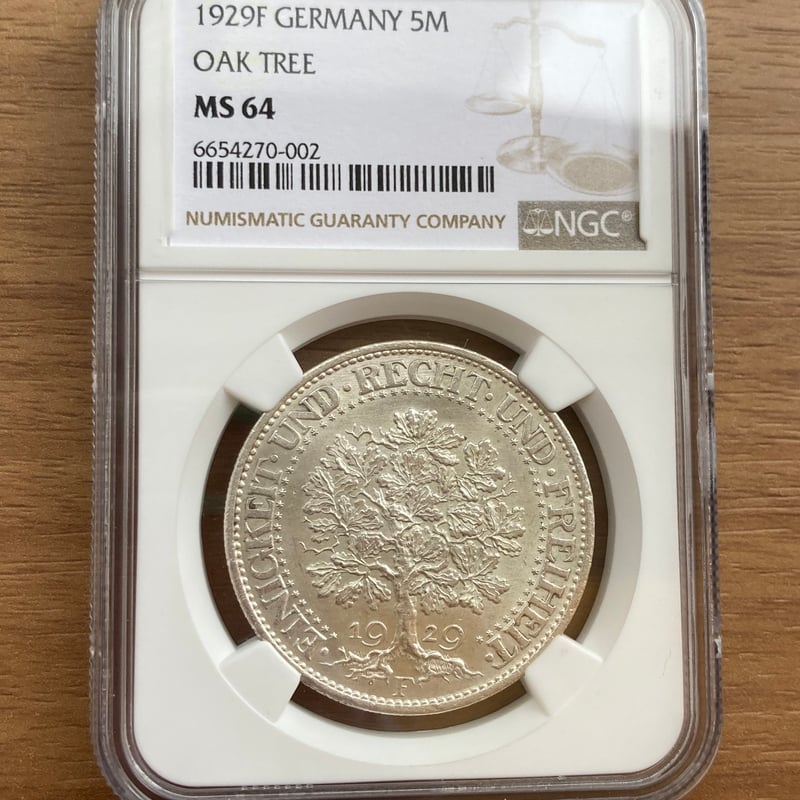 1929F GERMANY 5M
OAK TREE
MS 64
6654270-002
NUMISMATIC GUARANTY COMPANY
NGC®
EINIGKEIT · UND · RECHT · UND · FREIHEIT
1929
F